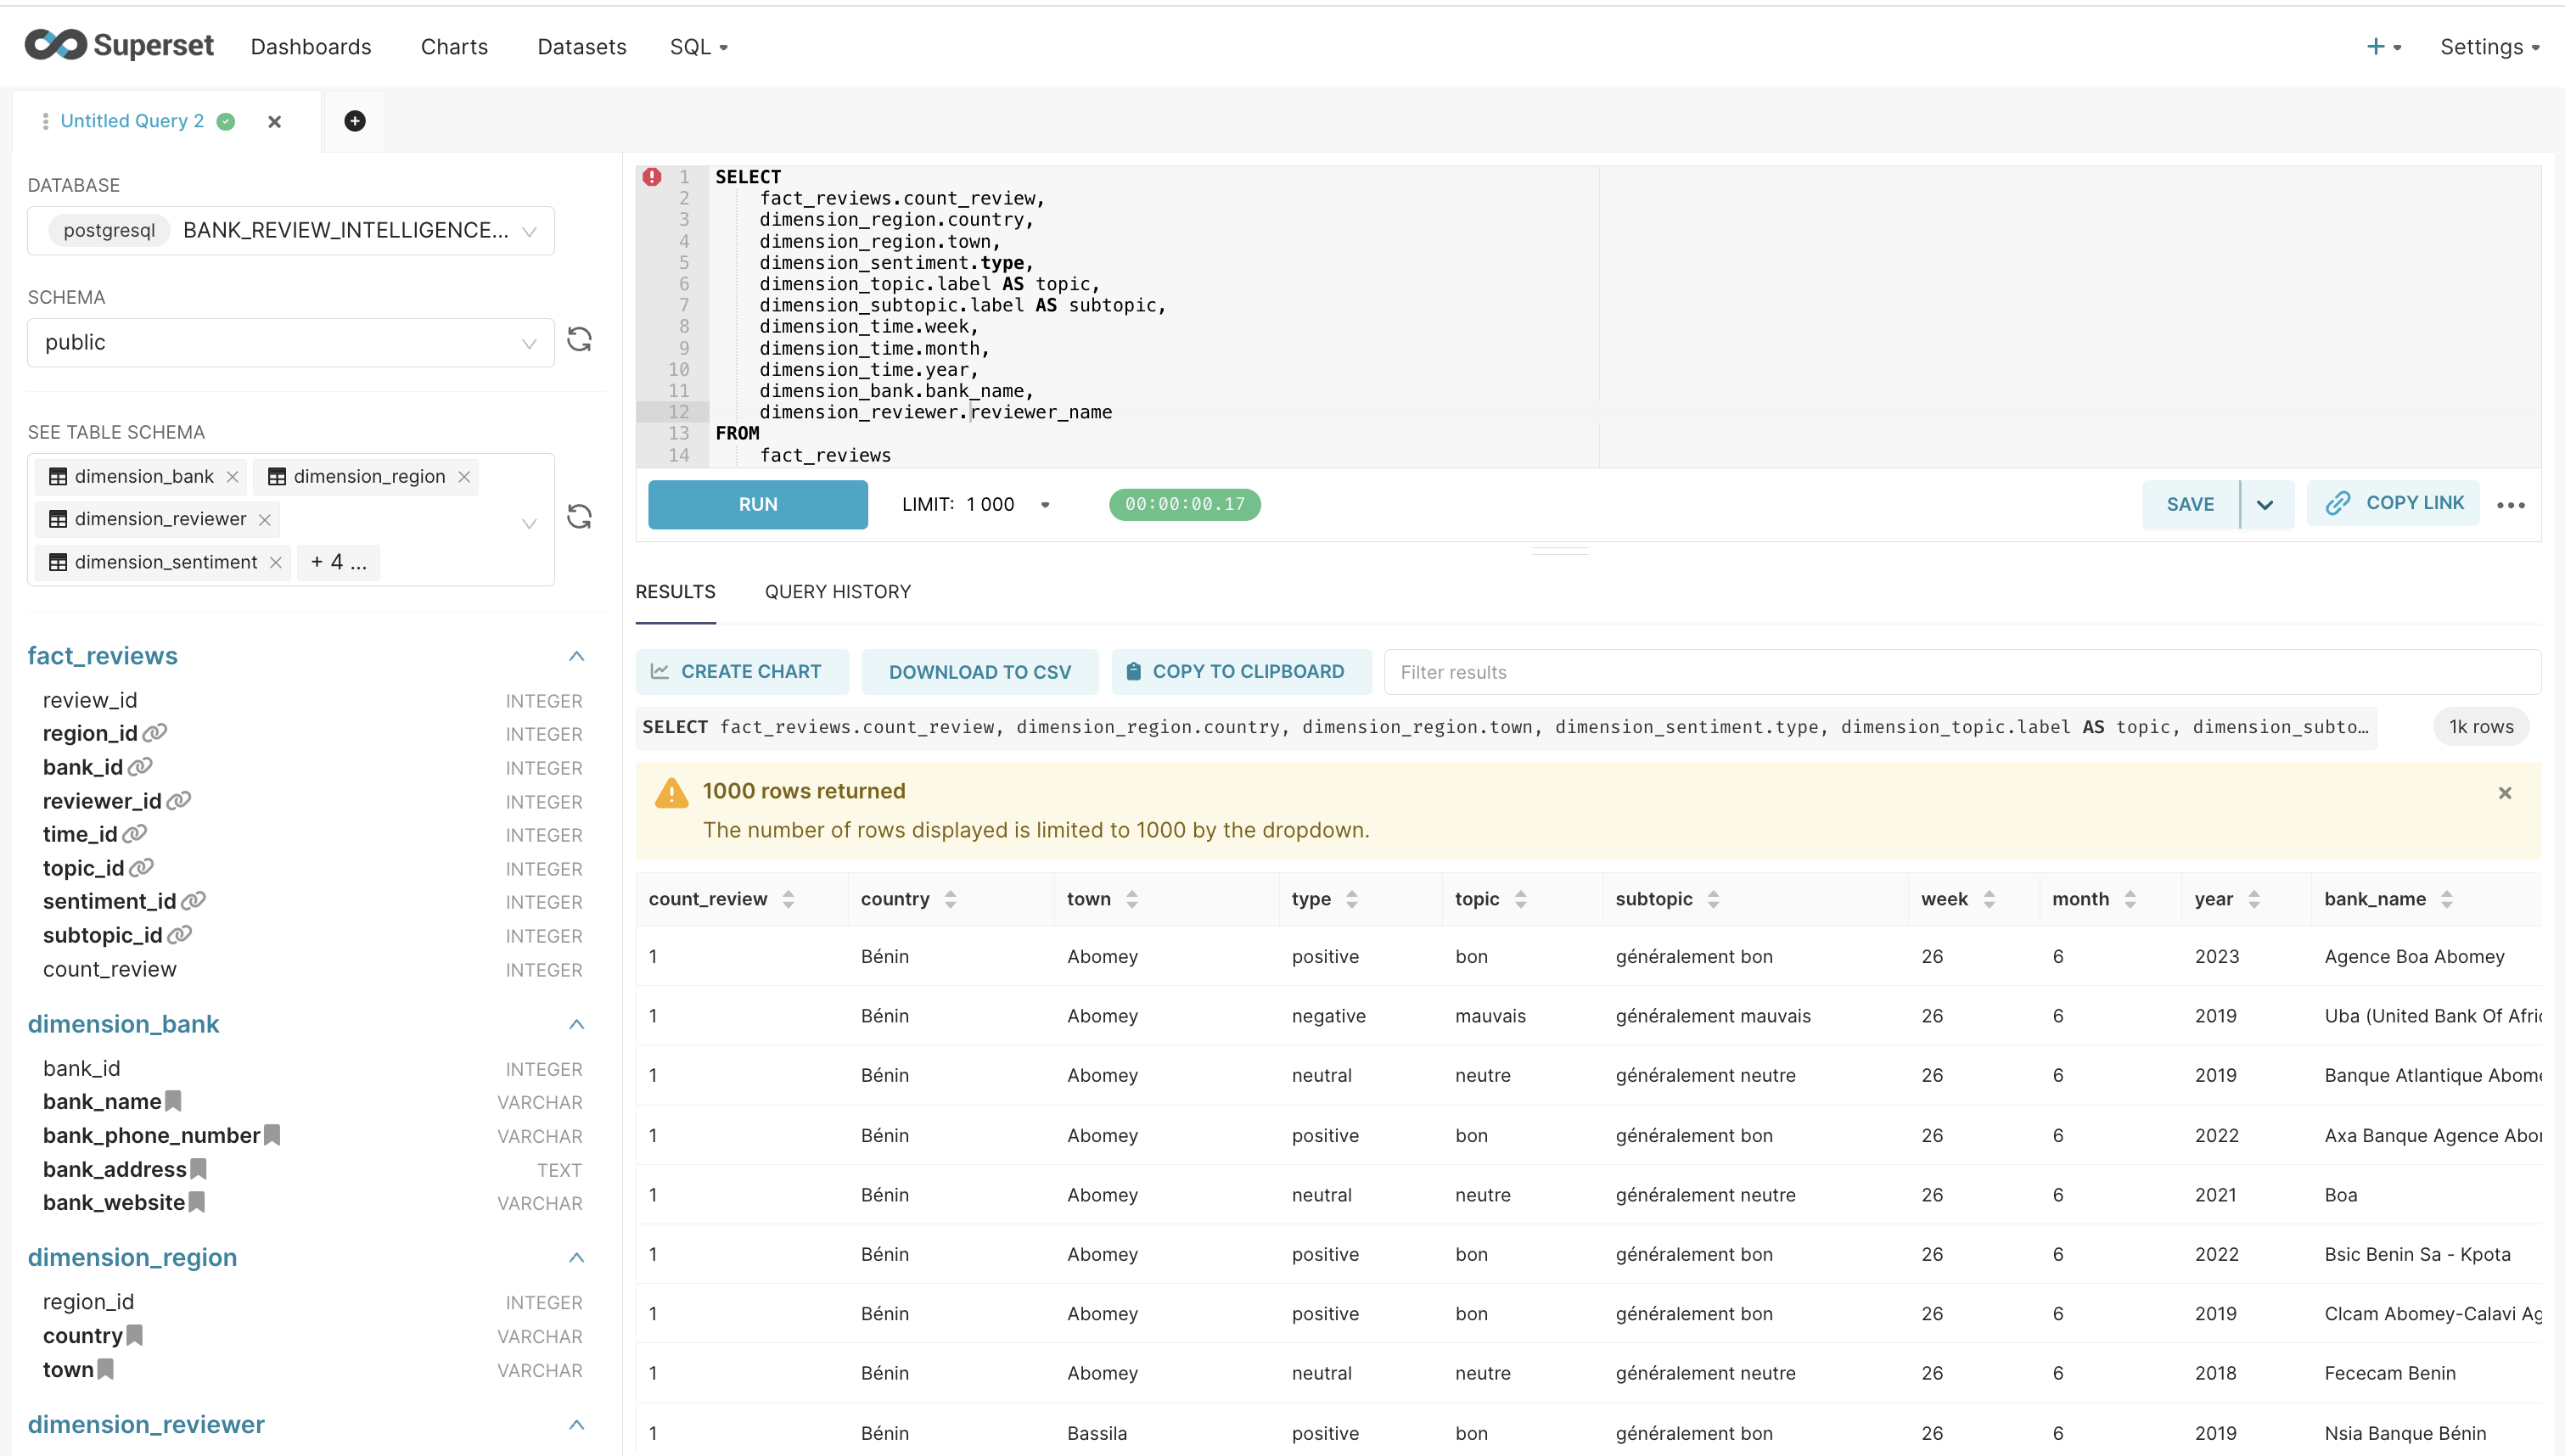 Superset Dashboards Charts Datasets SQL + Settings
Untitled Query 2
DATABASE
postgresql BANK_REVIEW_INTELLIGENCE...
SCHEMA
public
SEE TABLE SCHEMA
dimension_bank dimension_region
dimension_reviewer
dimension_sentiment + 4 ...
fact_reviews
review_id INTEGER
region_id INTEGER
bank_id INTEGER
reviewer_id INTEGER
time_id INTEGER
topic_id INTEGER
sentiment_id INTEGER
subtopic_id INTEGER
count_review INTEGER
dimension_bank
bank_id INTEGER
bank_name VARCHAR
bank_phone_number VARCHAR
bank_address TEXT
bank_website VARCHAR
dimension_region
region_id INTEGER
country VARCHAR
town VARCHAR
dimension_reviewer
1 SELECT
2 fact_reviews.count_review,
3 dimension_region.country,
4 dimension_region.town,
5 dimension_sentiment.type,
6 dimension_topic.label AS topic,
7 dimension_subtopic.label AS subtopic,
8 dimension_time.week,
9 dimension_time.month,
10 dimension_time.year,
11 dimension_bank.bank_name,
12 dimension_reviewer.reviewer_name
13 FROM
14 fact_reviews
RUN LIMIT: 1 000 00:00:00.17 SAVE COPY LINK
RESULTS QUERY HISTORY
CREATE CHART DOWNLOAD TO CSV COPY TO CLIPBOARD Filter results
SELECT fact_reviews.count_review, dimension_region.country, dimension_region.town, dimension_sentiment.type, dimension_topic.label AS topic, dimension_subto… 1k rows
1000 rows returned
The number of rows displayed is limited to 1000 by the dropdown.
count_review country town type topic subtopic week month year bank_name
1 Bénin Abomey positive bon généralement bon 26 6 2023 Agence Boa Abomey
1 Bénin Abomey negative mauvais généralement mauvais 26 6 2019 Uba (United Bank Of Afric
1 Bénin Abomey neutral neutre généralement neutre 26 6 2019 Banque Atlantique Abome
1 Bénin Abomey positive bon généralement bon 26 6 2022 Axa Banque Agence Abor
1 Bénin Abomey neutral neutre généralement neutre 26 6 2021 Boa
1 Bénin Abomey positive bon généralement bon 26 6 2022 Bsic Benin Sa - Kpota
1 Bénin Abomey positive bon généralement bon 26 6 2019 Clcam Abomey-Calavi Ag
1 Bénin Abomey neutral neutre généralement neutre 26 6 2018 Fececam Benin
1 Bénin Bassila positive bon généralement bon 26 6 2019 Nsia Banque Bénin